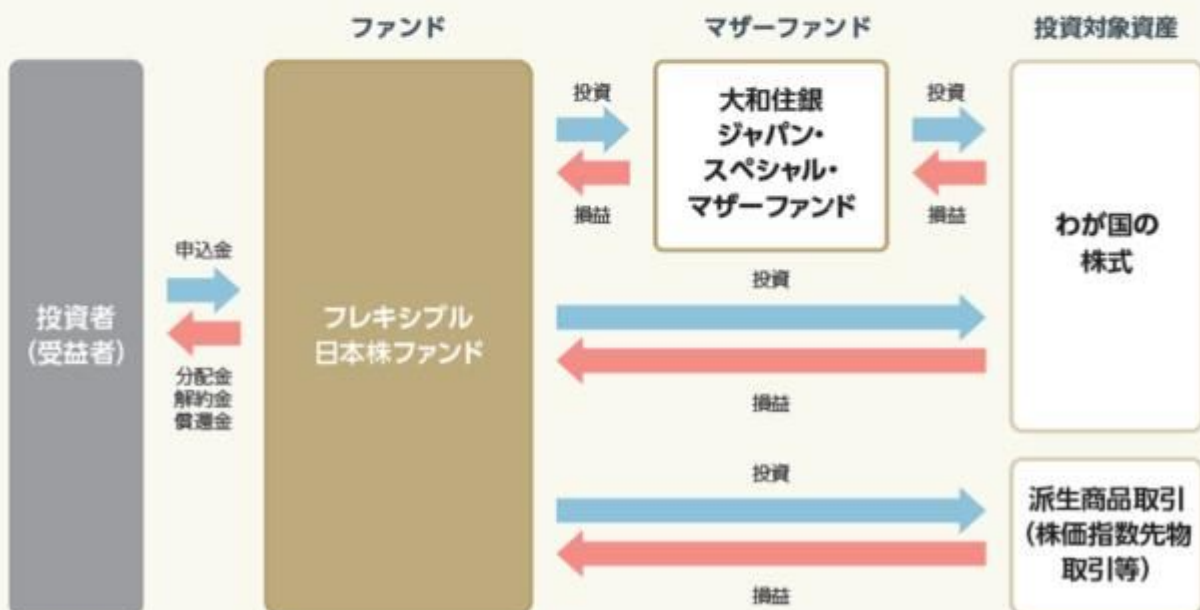 ファンド
マザーファンド
投資対象資産
投資者
(受益者)
申込金
分配金
解約金
償還金
フレキシブル
日本株ファンド
投資
損益
大和住銀
ジャパン・
スペシャル・
マザーファンド
投資
損益
わが国の
株式
投資
損益
投資
損益
派生商品取引
(株価指数先物
取引等)